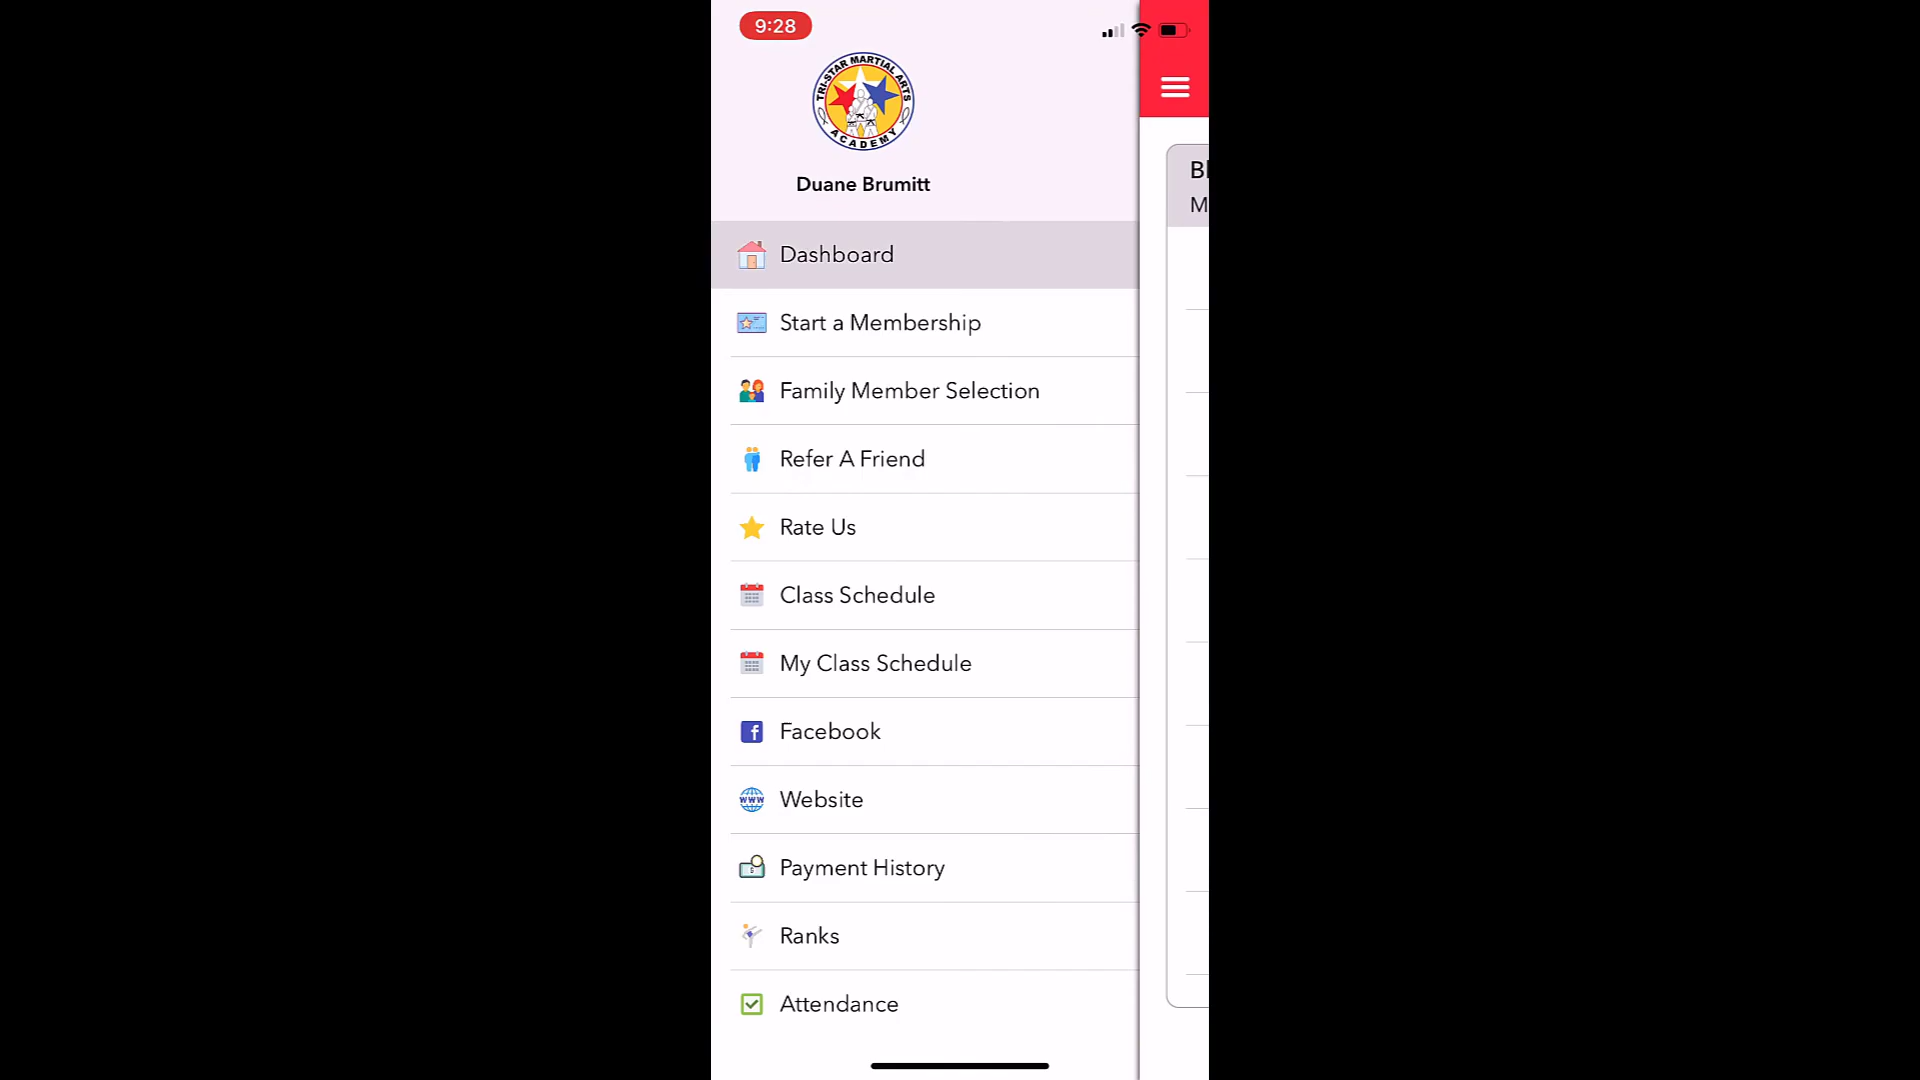 9:28
TRI-STAR MARTIAL ARTS
ACADEMY
Duane Brumitt
Dashboard
Start a Membership
Family Member Selection
Refer A Friend
Rate Us
Class Schedule
My Class Schedule
Facebook
www Website
Payment History
Ranks
Attendance